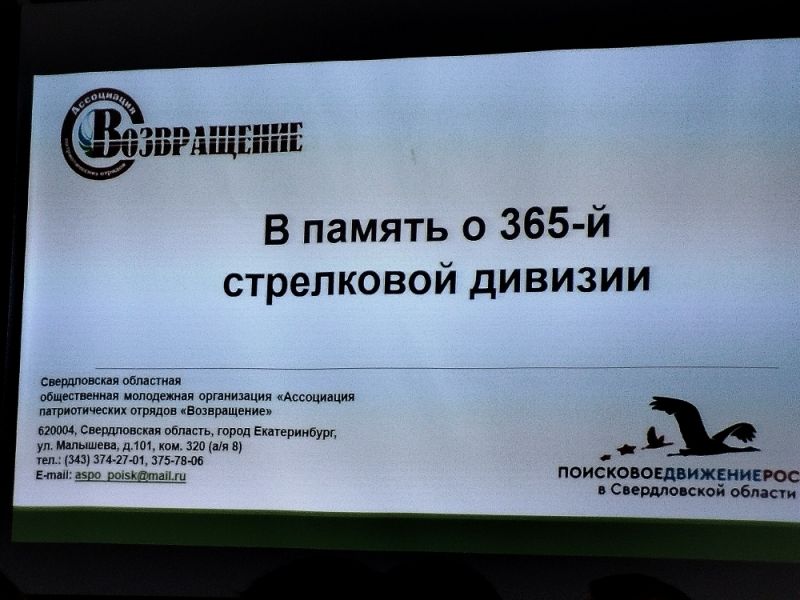 Ассоциация
ВОЗВРАЩЕНИЕ
патриотических отрядов
В память о 365-й
стрелковой дивизии
Свердловская областная
общественная молодежная организация «Ассоциация
патриотических отрядов «Возвращение»
620004, Свердловская область, город Екатеринбург,
ул. Малышева, д.101, ком. 320 (а/я 8)
тел.: (343) 374-27-01, 375-78-06
E-mail: aspo_poisk@mail.ru
ПОИСКОВОЕДВИЖЕНИЕРОС
в Свердловской области